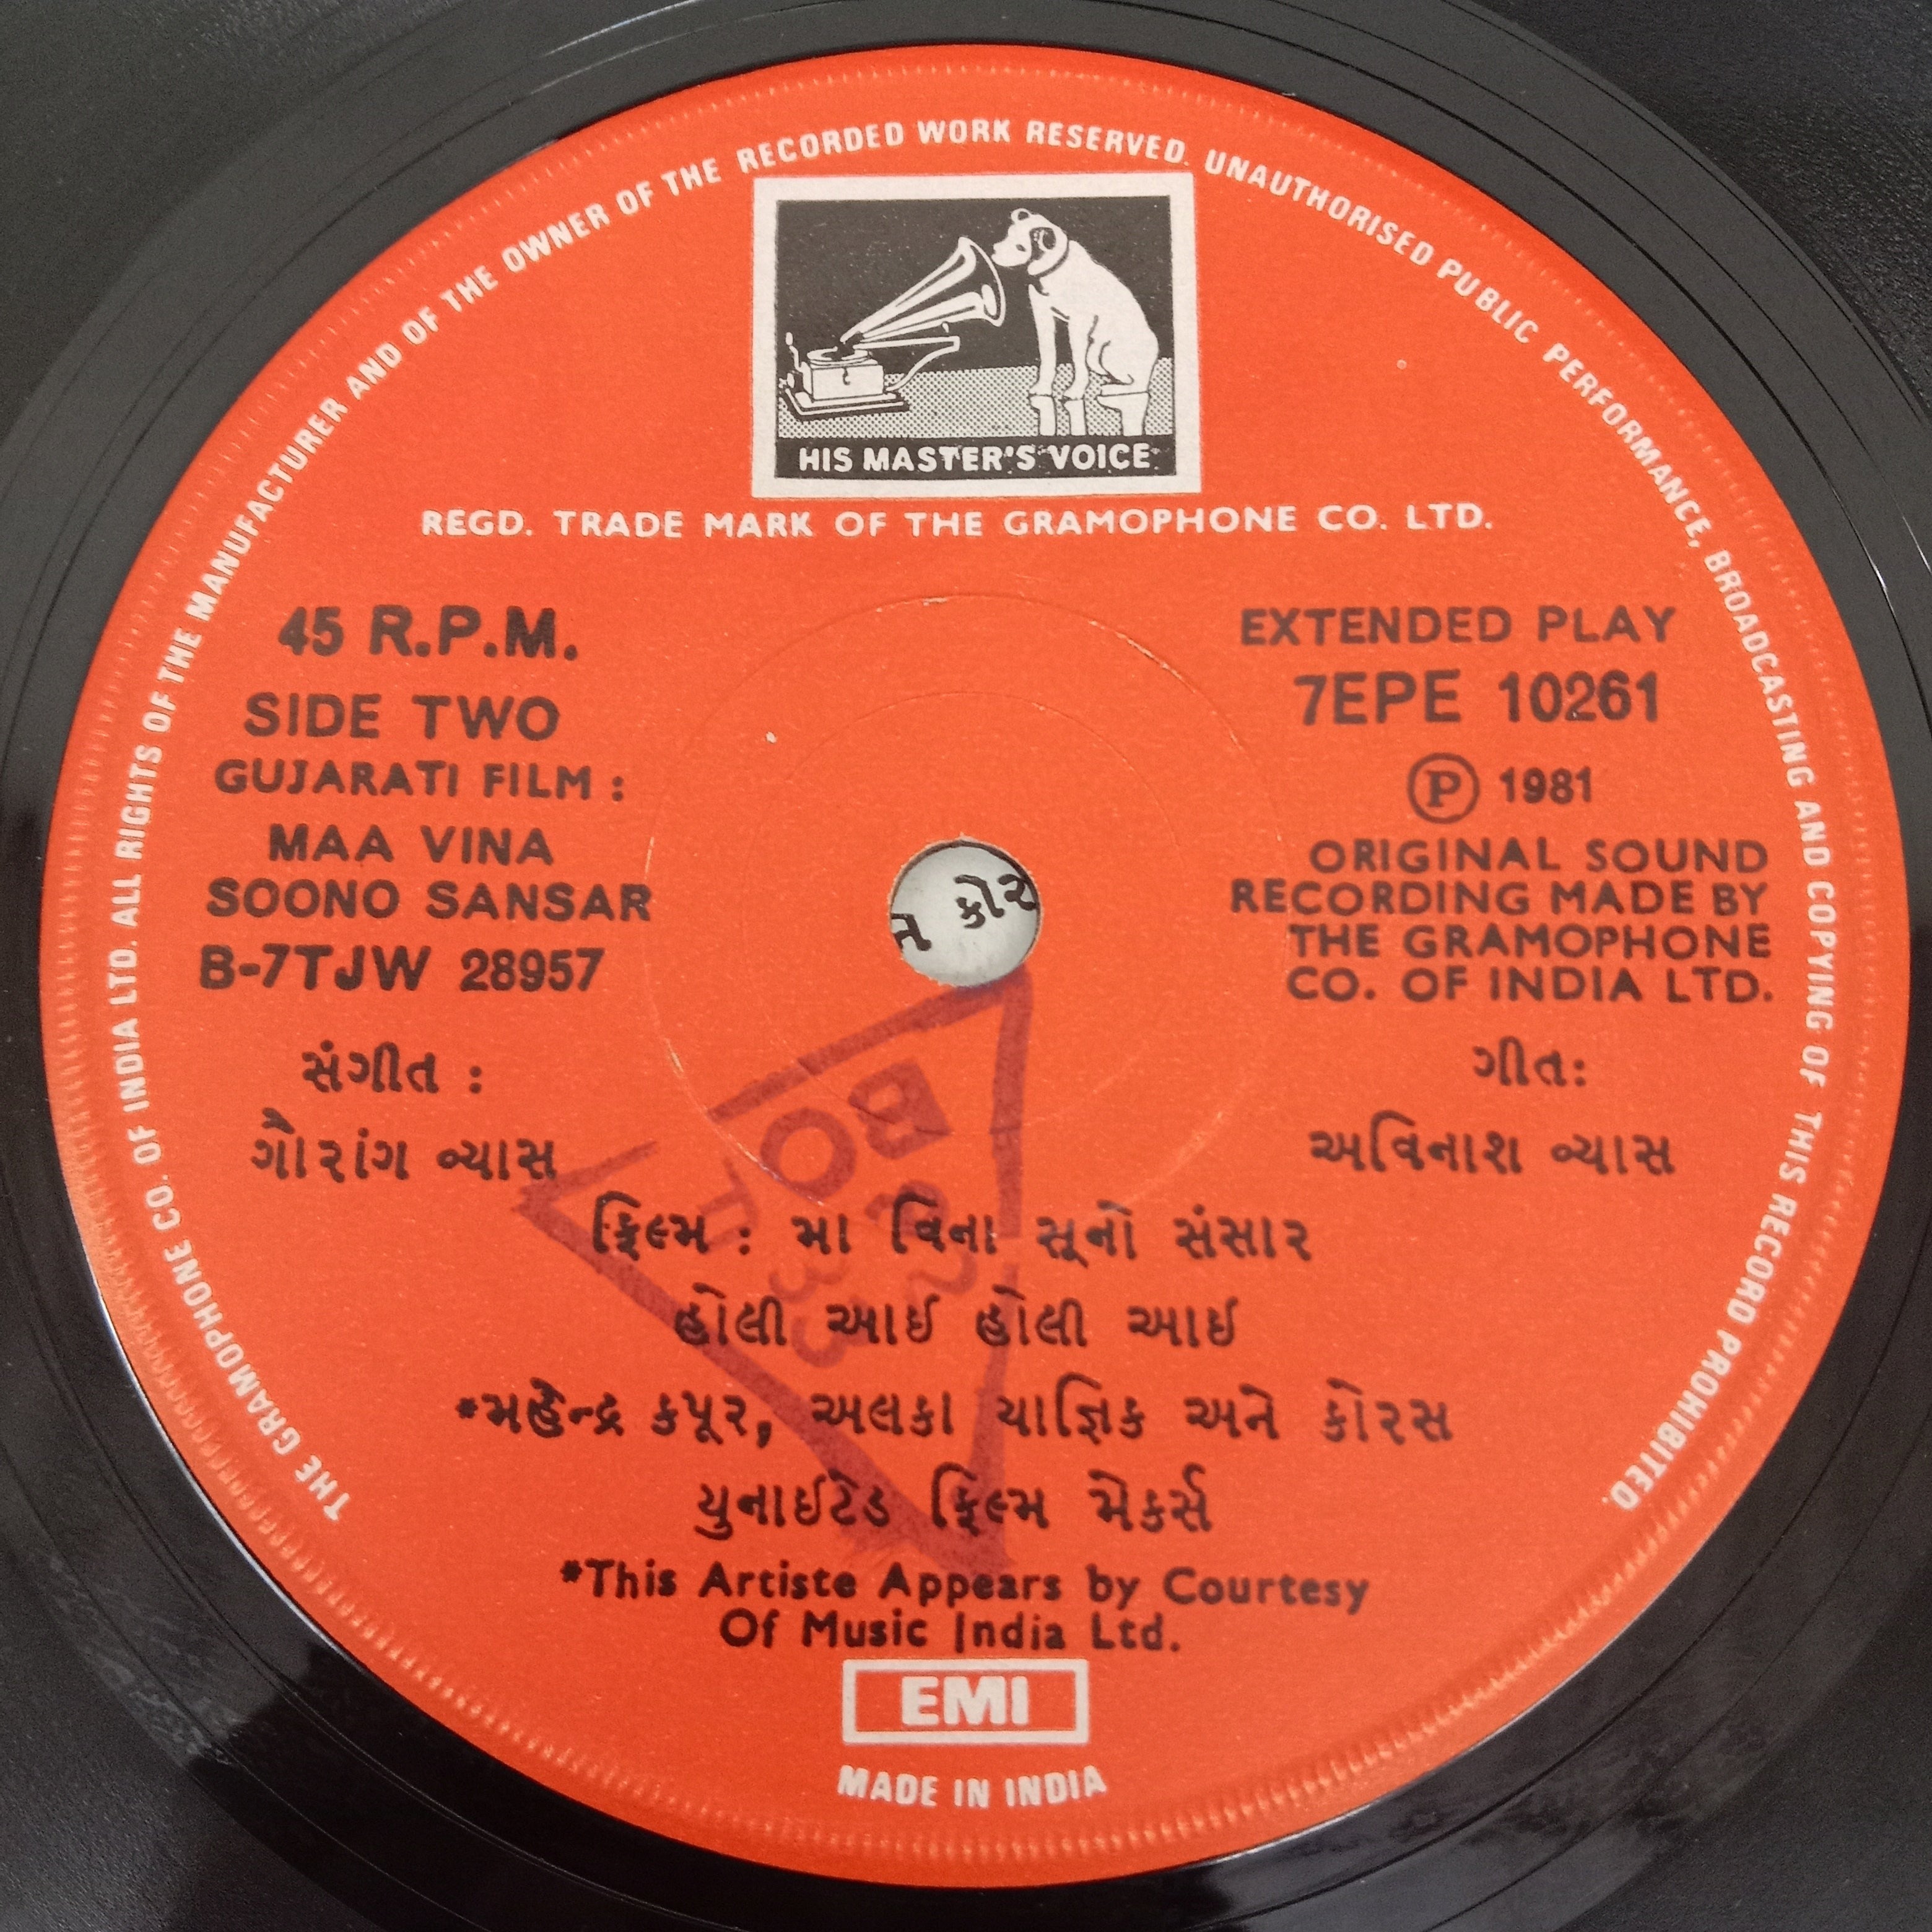 THE GRAMOPHONE CO. OF INDIA LTD. ALL RIGHTS OF THE MANUFACTURER AND OF THE OWNER OF THE RECORDED WORK RESERVED. UNAUTHORISED PUBLIC PERFORMANCE, BROADCASTING AND COPYING OF THIS RECORD PROHIBITED.
HIS MASTER'S VOICE
REGD. TRADE MARK OF THE GRAMOPHONE CO. LTD.
45 R.P.M.
SIDE TWO
GUJARATI FILM :
MAA VINA
SOONO SANSAR
B-7TJW 28957
EXTENDED PLAY
7EPE 10261
Ⓟ 1981
ORIGINAL SOUND
RECORDING MADE BY
THE GRAMOPHONE
CO. OF INDIA LTD.
ત કોર
સંગીત :
ગૌરાંગ વ્યાસ
ગીત:
અવિનાશ વ્યાસ
ફિલ્મ : મા વિના સૂનો સંસાર
હોલી આઈ હોલી આઈ
*મહેન્દ્ર કપૂર, અલકા યાજ્ઞિક અને કોરસ
યુનાઈટેડ ફિલ્મ મેકર્સ
*This Artiste Appears by Courtesy
Of Music India Ltd.
EMI
MADE IN INDIA